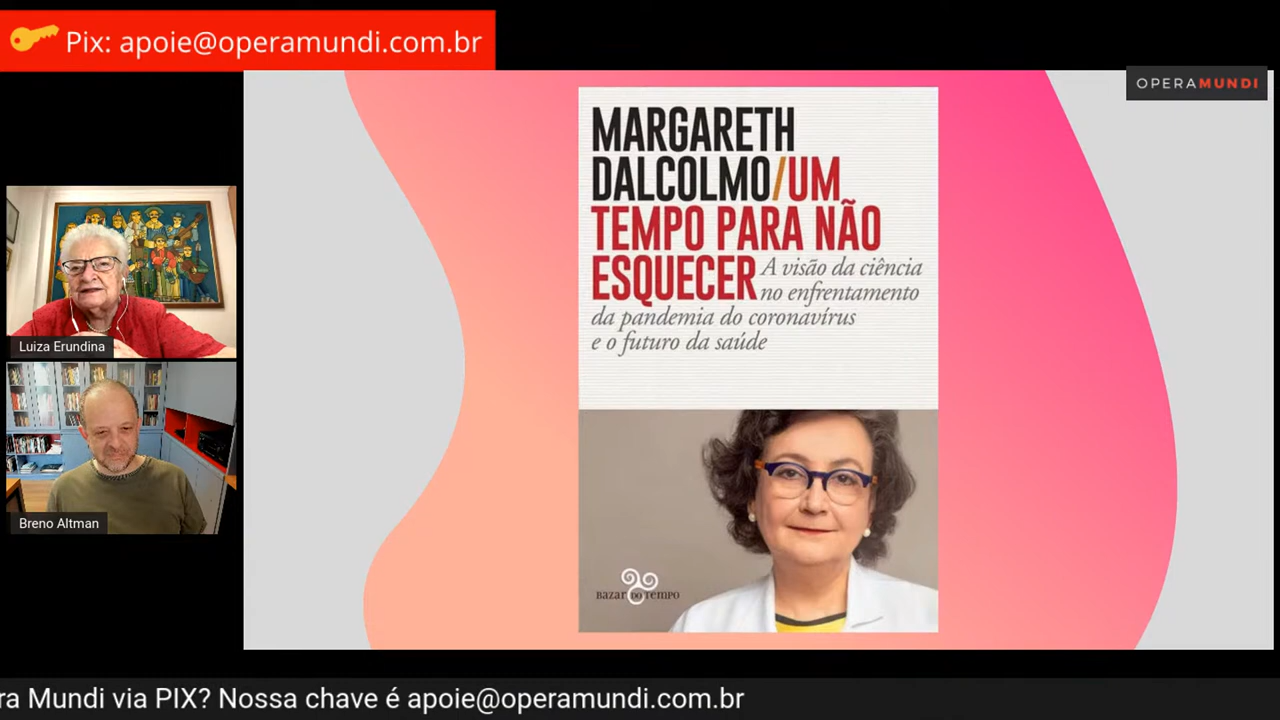 Pix: apoie@operamundi.com.br
OPERAMUNDI
MARGARETH
DALCOLMO/UM
TEMPO PARA NÃO
ESQUECER A visão da ciência
no enfrentamento
da pandemia do coronavírus
e o futuro da saúde
BAZAR DO TEMPO
Luiza Erundina
Breno Altman
ra Mundi via PIX? Nossa chave é apoie@operamundi.com.br